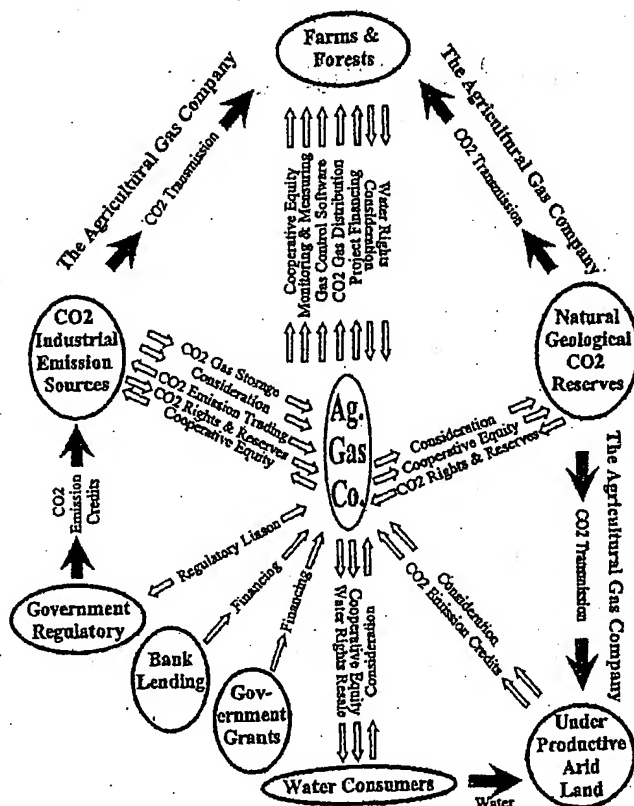 Farms &
Forests
The Agricultural Gas Company
CO2 Transmission
The Agricultural Gas Company
CO2 Transmission
Cooperative Equity
Monitoring & Measuring
Gas Control Software
CO2 Gas Distribution
Project Financing
Consideration
Water Rights
CO2
Industrial
Emission
Sources
Natural
Geological
CO2
Reserves
CO2 Gas Storage
Consideration
CO2 Emission Trading
CO2 Rights & Reserves
Cooperative Equity
Ag.
Gas
Co.
Consideration
Cooperative Equity
CO2 Rights & Reserves
CO2
Emission
Credits
The Agricultural Gas Company
CO2 Transmission
Government
Regulatory
Regulatory Liason
Bank
Lending
Financing
Gov-
ernment
Grants
Financing
Water Rights Resale
Cooperative Equity
Consideration
Consideration
CO2 Emission Credits
Water Consumers
Water
Under
Productive
Arid
Land